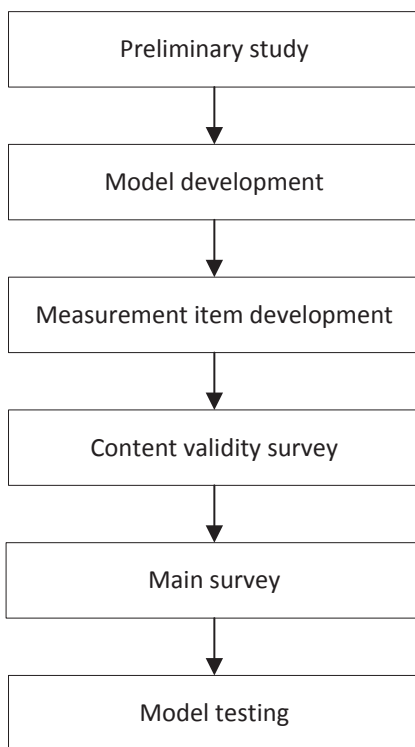 Preliminary study
Model development
Measurement item development
Content validity survey
Main survey
Model testing